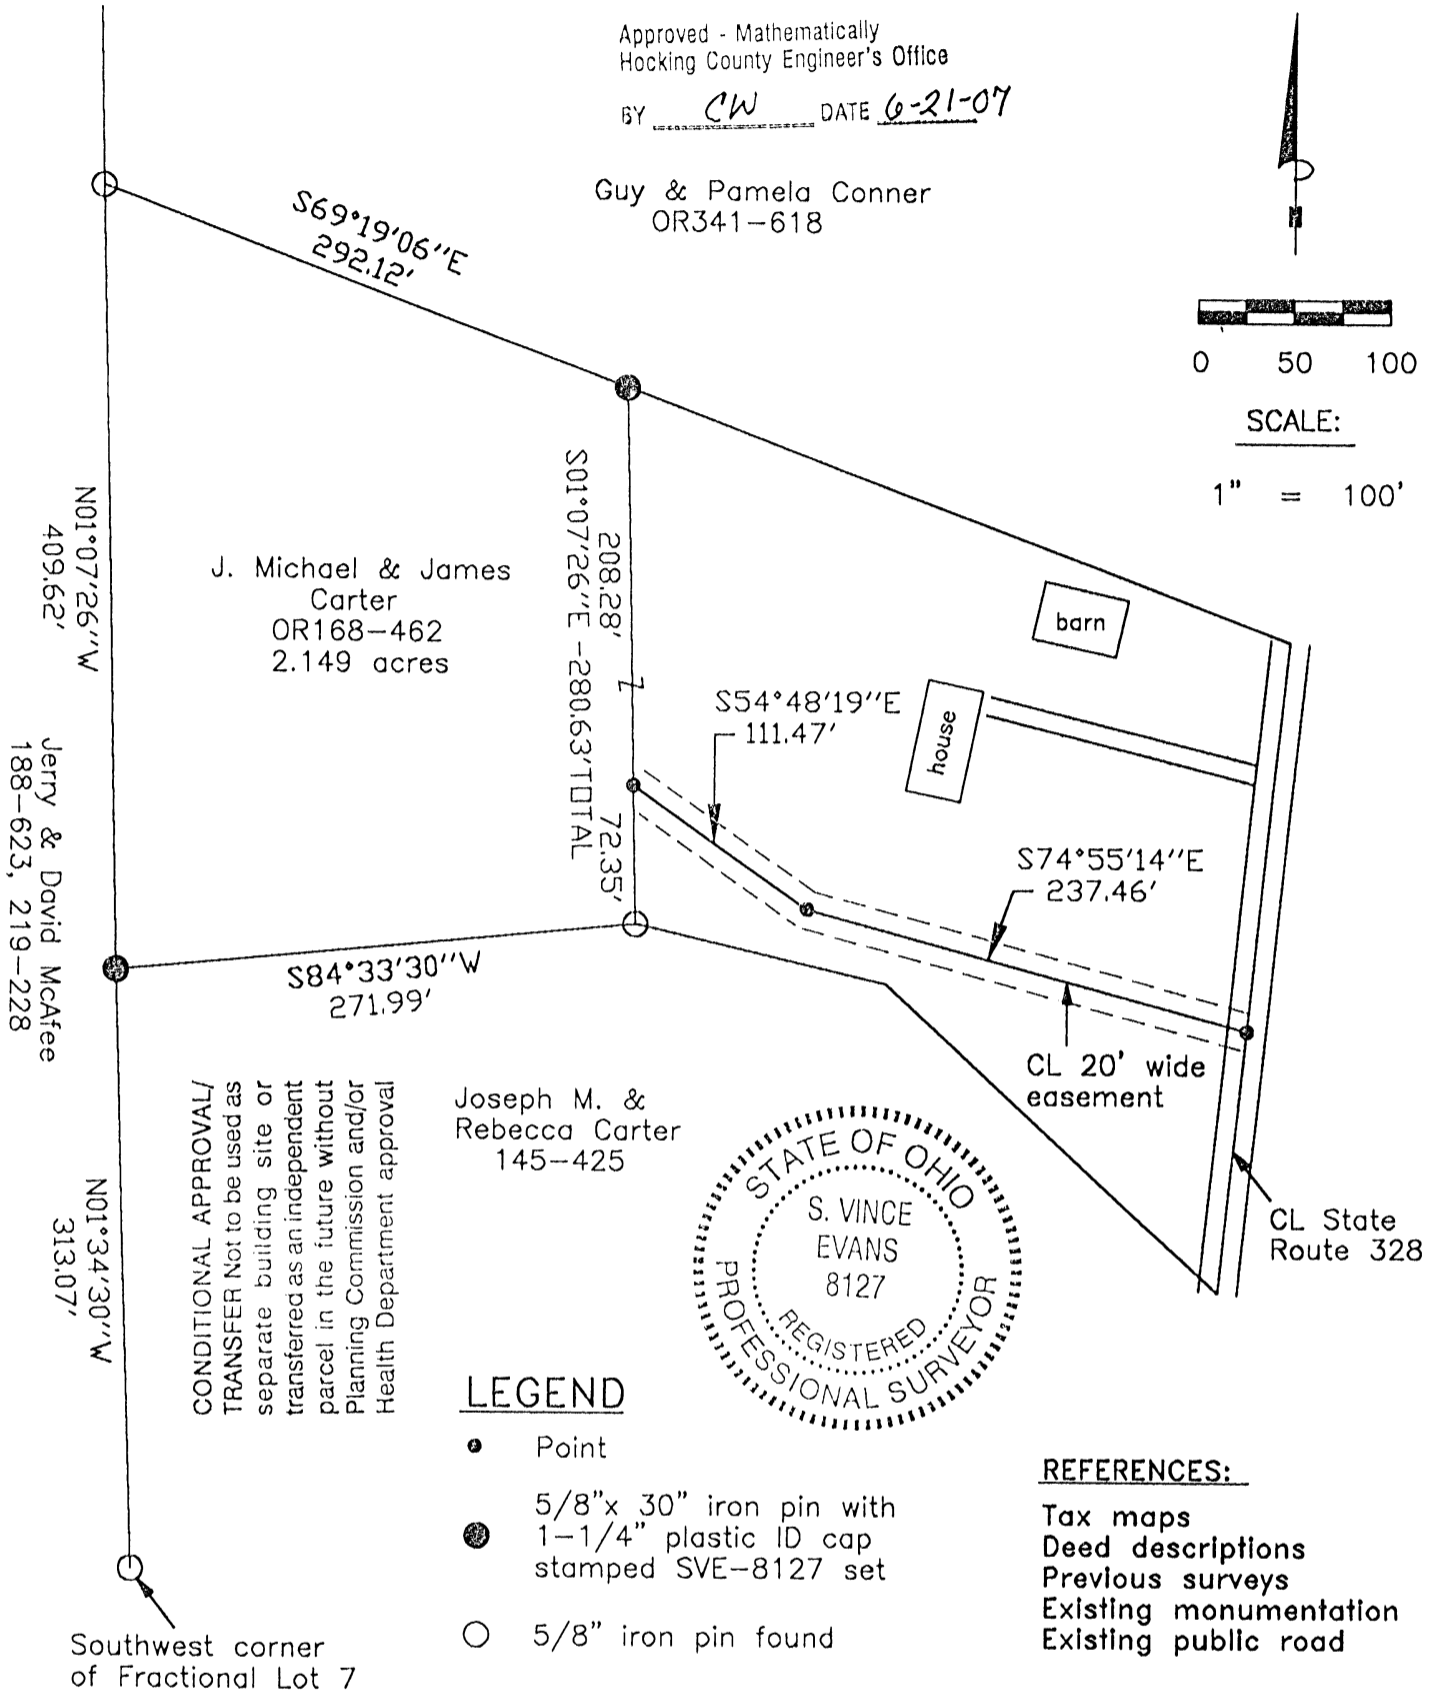 Approved - Mathematically
Hocking County Engineer's Office
BY CW DATE 6-21-07
Guy & Pamela Conner
OR341-618
S69°19'06"E
292.12'
0 50 100
SCALE:
1" = 100'
N01°07'26"W
409.62'
J. Michael & James
Carter
OR168-462
2.149 acres
208.28'
S01°07'26"E -280.63'TOTAL
72.35'
barn
house
S54°48'19"E
111.47'
S74°55'14"E
237.46'
Jerry & David McAfee
188-623, 219-228
S84°33'30"W
271.99'
CL 20' wide
easement
CONDITIONAL APPROVAL/
TRANSFER Not to be used as
separate building site or
transferred as an independent
parcel in the future without
Planning Commission and/or
Health Department approval
Joseph M. &
Rebecca Carter
145-425
STATE OF OHIO
S. VINCE
EVANS
8127
REGISTERED
PROFESSIONAL SURVEYOR
CL State
Route 328
N01°34'30"W
313.07'
LEGEND
Point
5/8"x 30" iron pin with
1-1/4" plastic ID cap
stamped SVE-8127 set
5/8" iron pin found
REFERENCES:
Tax maps
Deed descriptions
Previous surveys
Existing monumentation
Existing public road
Southwest corner
of Fractional Lot 7